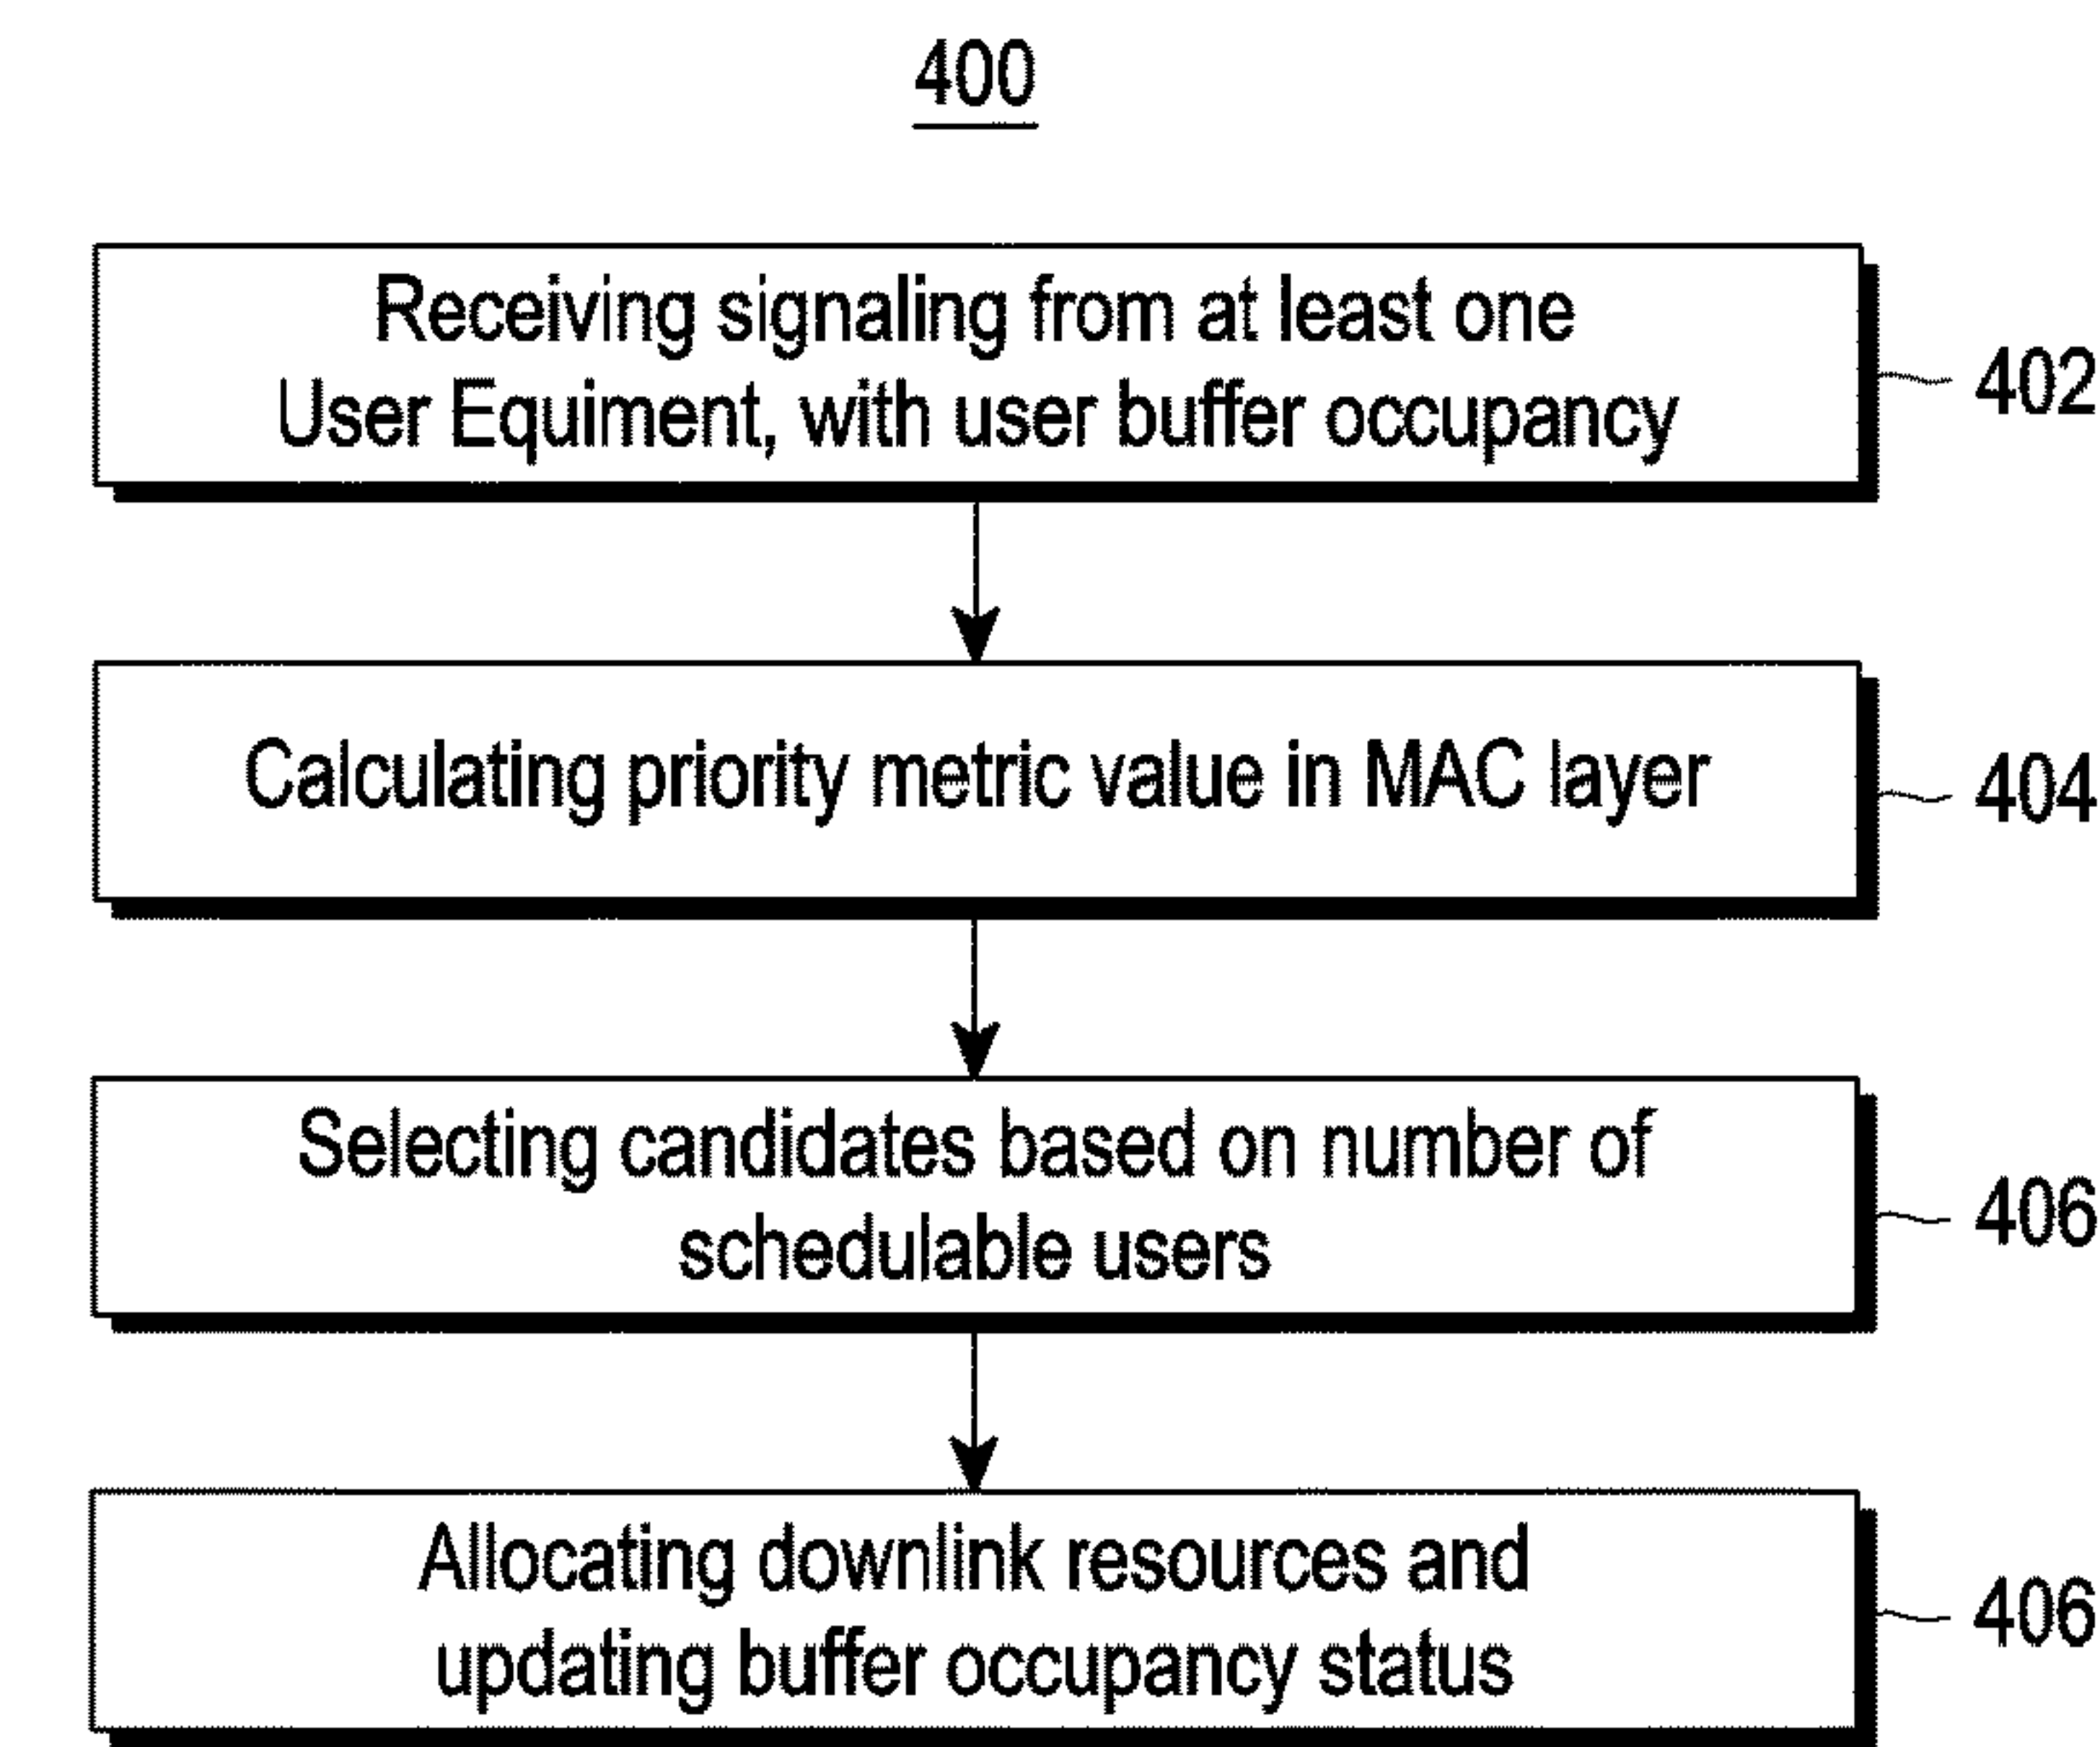 400
Receiving signaling from at least one
User Equiment, with user buffer occupancy
402
Calculating priority metric value in MAC layer
404
Selecting candidates based on number of
schedulable users
406
Allocating downlink resources and
updating buffer occupancy status
406